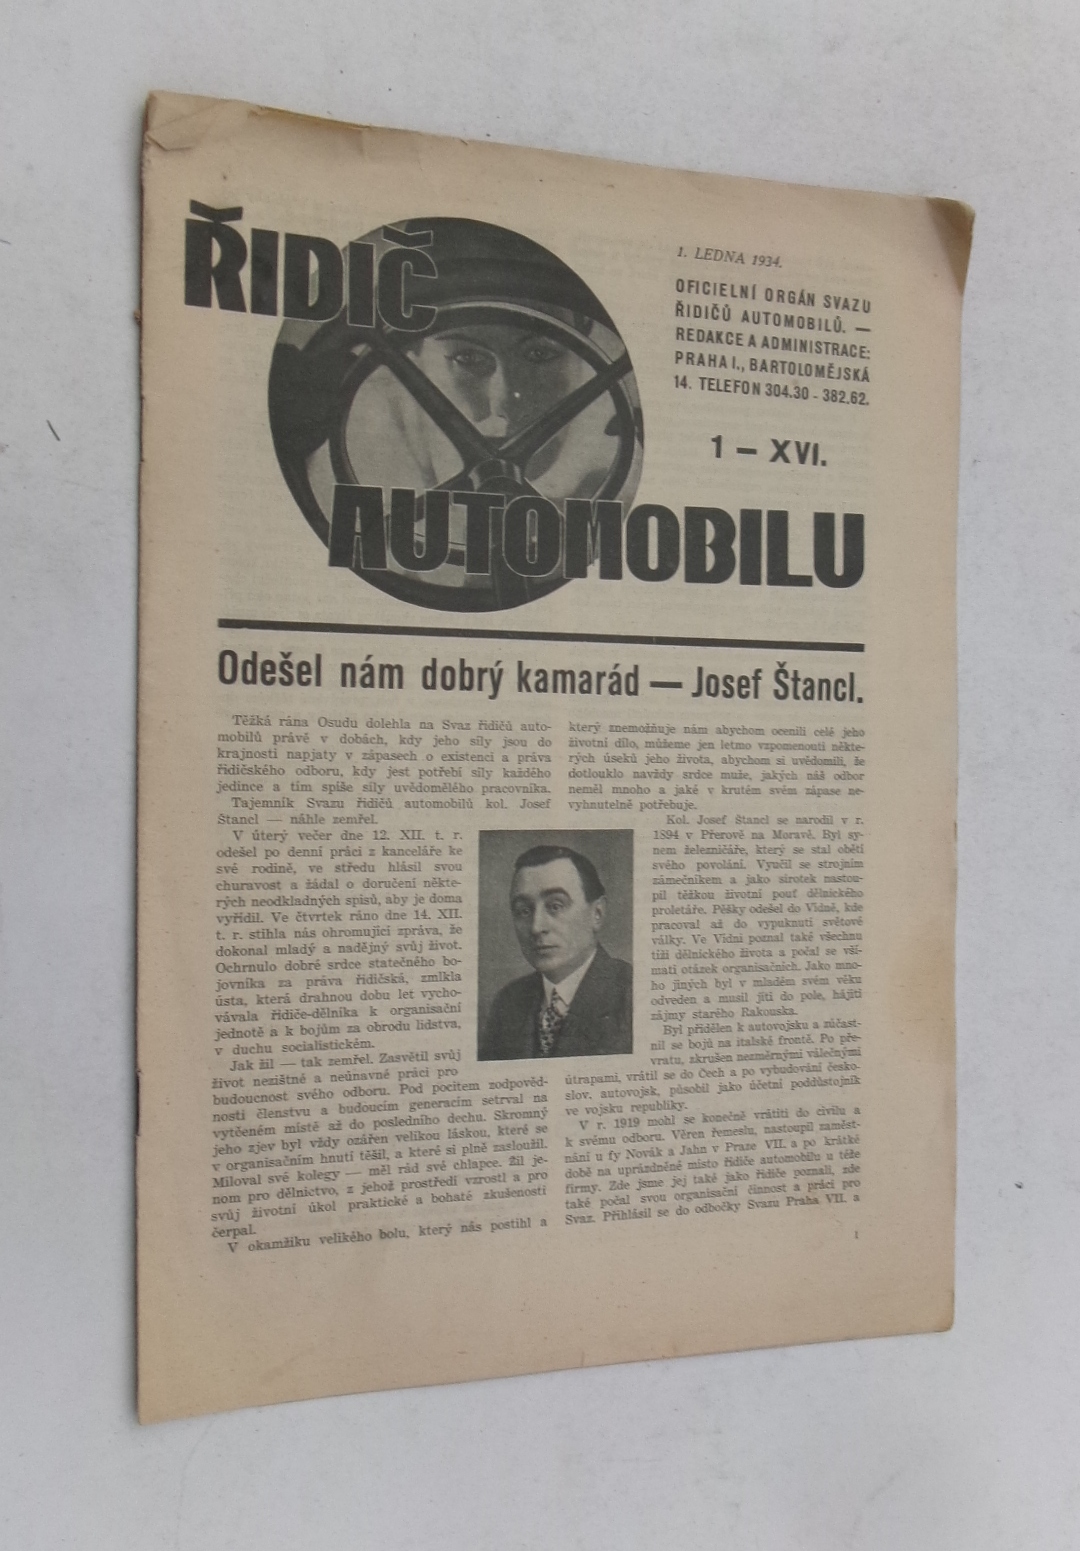 ŘIDIČ
AUTOMOBILU
1. LEDNA 1934.
OFICIELNÍ ORGÁN SVAZU
ŘIDIČŮ AUTOMOBILŮ. —
REDAKCE A ADMINISTRACE:
PRAHA I., BARTOLOMĚJSKÁ
14. TELEFON 304.30 - 382.62.
1 — XVI.
Odešel nám dobrý kamarád — Josef Štancl.
Těžká rána Osudu dolehla na Svaz řidičů auto-
mobilů právě v dobách, kdy jeho síly jsou do
krajnosti napjaty v zápasech o existenci a práva
řidičského odboru, kdy jest potřebí síly každého
jedince a tím spíše síly uvědomělého pracovníka.
Tajemník Svazu řidičů automobilů kol. Josef
Štancl — náhle zemřel.
V úterý večer dne 12. XII. t. r.
odešel po denní práci z kanceláře ke
své rodině, ve středu hlásil svou
churavost a žádal o doručení někte-
rých neodkladných spisů, aby je doma
vyřídil. Ve čtvrtek ráno dne 14. XII.
t. r. stihla nás ohromující zpráva, že
dokonal mladý a nadějný svůj život.
Ochrnulo dobré srdce statečného bo-
jovníka za práva řidičská, zmlkla
ústa, která drahnou dobu let vycho-
vávala řidiče-dělníka k organisační
jednotě a k bojům za obrodu lidstva,
v duchu socialistickém.
Jak žil — tak zemřel. Zasvětil svůj
život nezištné a neúnavné práci pro
budoucnost svého odboru. Pod pocitem zodpověd-
nosti členstvu a budoucím generacím setrval na
vytčeném místě až do posledního dechu. Skromný
jeho zjev byl vždy ozářen velikou láskou, které se
v organisačním hnutí těšil, a které si plně zasloužil.
Miloval své kolegy — měl rád své chlapce. Žil je-
nom pro dělnictvo, z jehož prostředí vzrostl a pro
svůj životní úkol praktické a bohaté zkušenosti
čerpal.
V okamžiku velikého bolu, který nás postihl a
který znemožňuje nám abychom ocenili celé jeho
životní dílo, můžeme jen letmo vzpomenouti někte-
rých úseků jeho života, abychom si uvědomili, že
dotlouklo navždy srdce muže, jakých náš odbor
neměl mnoho a jaké v krutém svém zápase ne-
vyhnutelně potřebuje.
Kol. Josef Štancl se narodil v r.
1894 v Přerově na Moravě. Byl sy-
nem železničáře, který se stal obětí
svého povolání. Vyučil se strojním
zámečníkem a jako sirotek nastou-
pil těžkou životní pouť dělnického
proletáře. Pěšky odešel do Vídně, kde
pracoval až do vypuknutí světové
války. Ve Vídni poznal také všechnu
tíži dělnického života a počal se vší-
mati otázek organisačních. Jako mno-
ho jiných byl v mladém svém věku
odveden a musil jíti do pole, hájiti
zájmy starého Rakouska.
Byl přidělen k autovojsku a zúčast-
nil se bojů na italské frontě. Po pře-
vratu, zkrušen nezměrnými válečnými
útrapami, vrátil se do Čech a po vybudování česko-
slov. autovojsk, působil jako účetní poddůstojník
ve vojsku republiky.
V r. 1919 mohl se konečně vrátiti do civilu a
k svému odboru. Věren řemeslu, nastoupil zaměst-
nání u fy Novák a Jahn v Praze VII. a po krátké
době na uprázdněné místo řidiče automobilu u téže
firmy. Zde jsme jej také jako řidiče poznali, zde
také počal svou organisační činnost a práci pro
Svaz. Přihlásil se do odbočky Svazu Praha VII. a
1